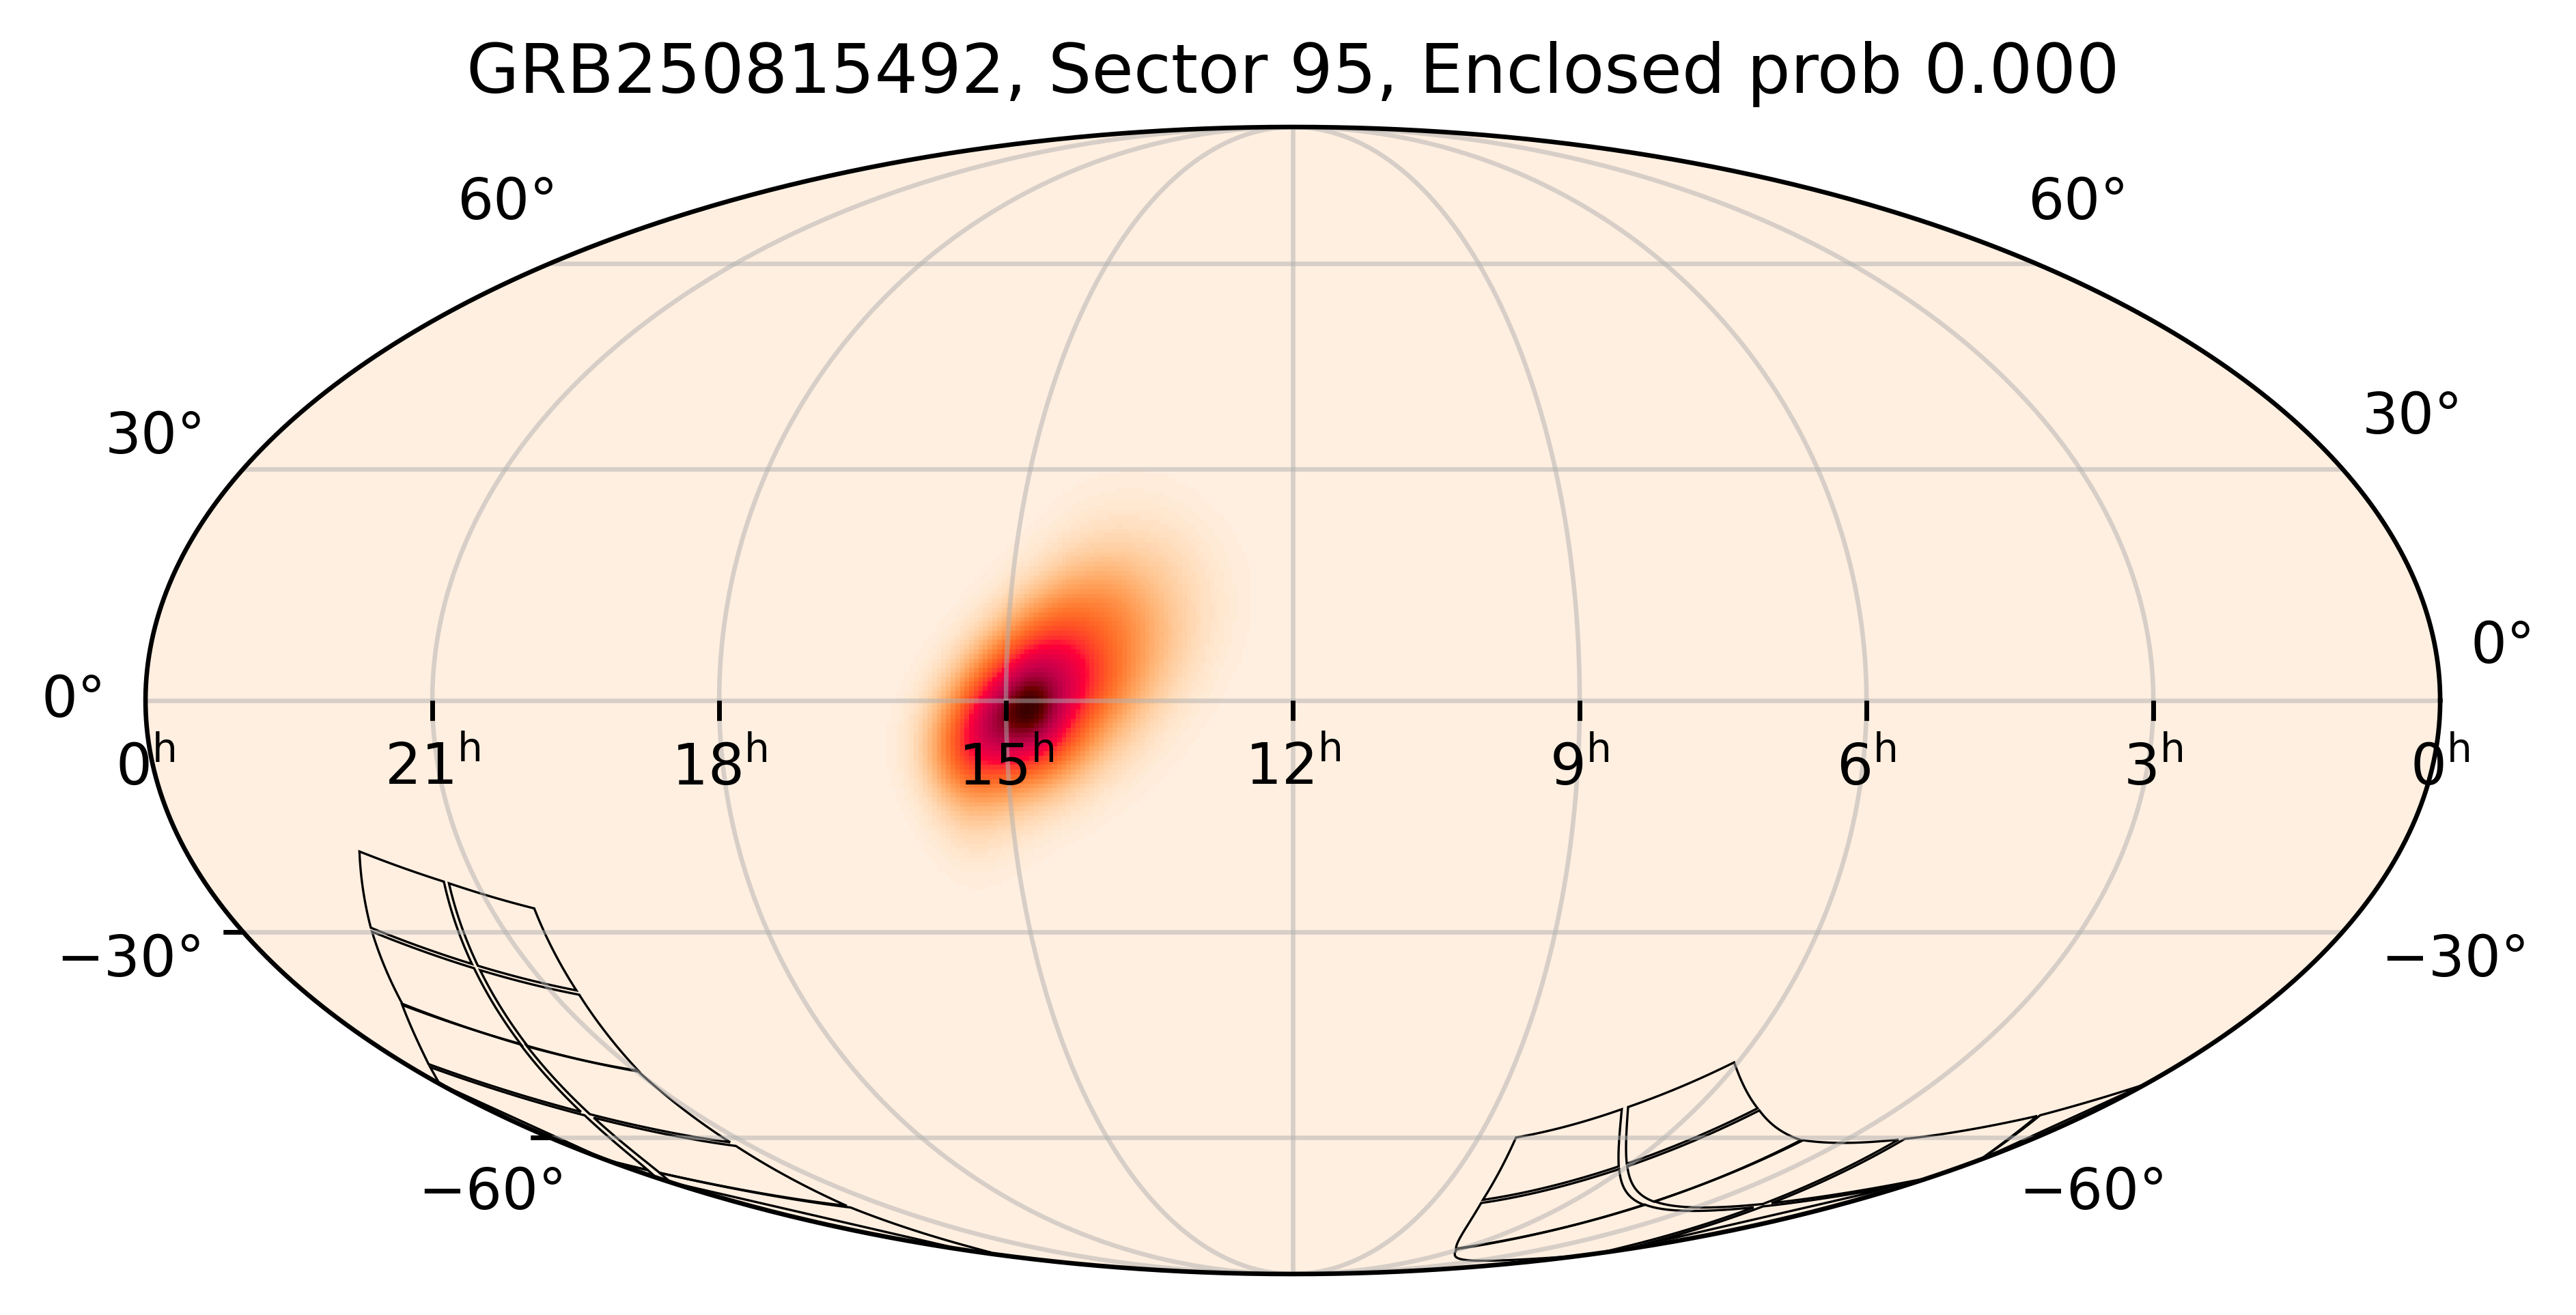 GRB250815492, Sector 95, Enclosed prob 0.000
60° 60°
30° 30°
0° 0°
0h 21h 18h 15h 12h 9h 6h 3h 0h
−30° −30°
−60° −60°